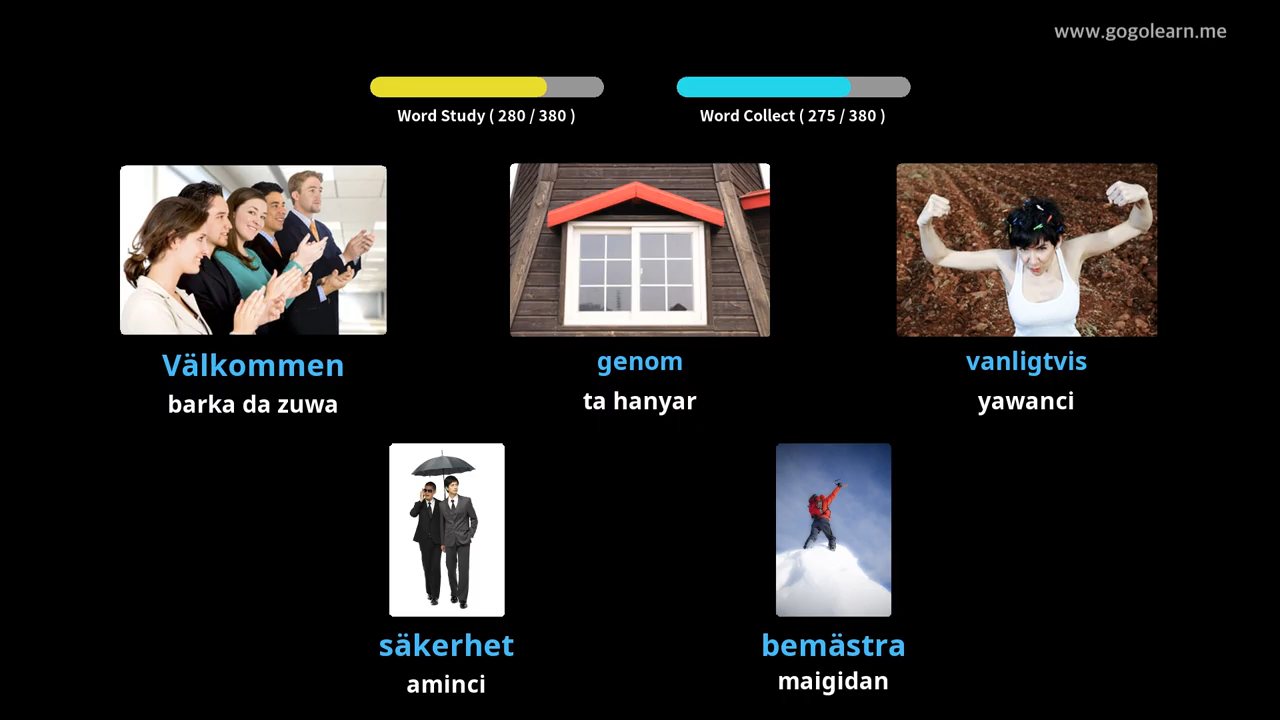 www.gogolearn.me
Word Study ( 280 / 380 )
Word Collect ( 275 / 380 )
Välkommen
barka da zuwa
genom
ta hanyar
vanligtvis
yawanci
säkerhet
aminci
bemästra
maigidan